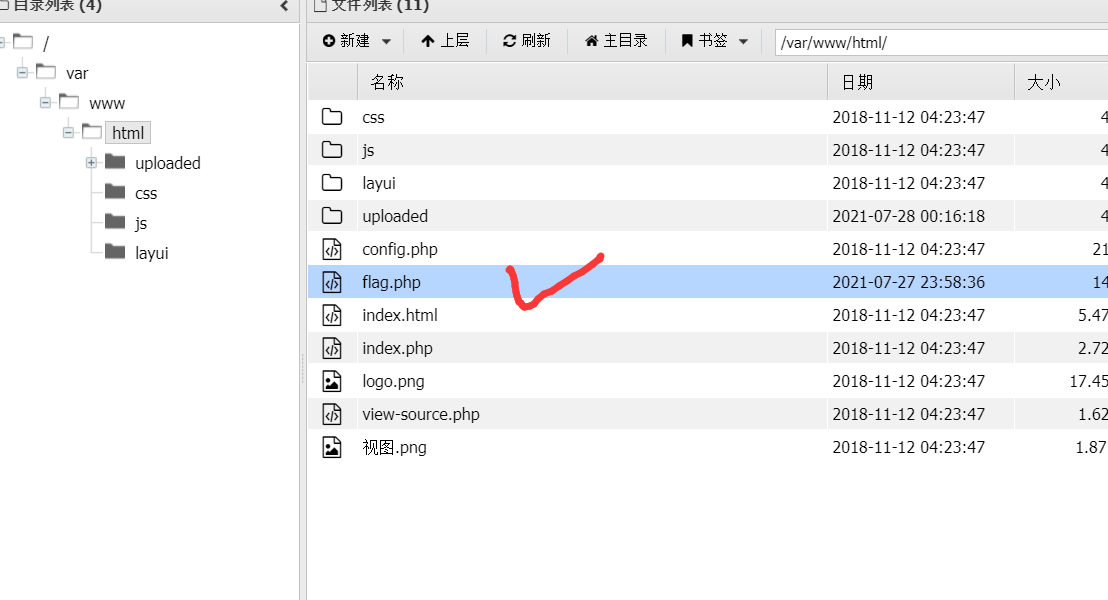 目录列表 (4)
/
var
www
html
uploaded
css
js
layui
文件列表 (11)
新建 上层 刷新 主目录 书签 /var/www/html/
名称 日期 大小
css 2018-11-12 04:23:47 4
js 2018-11-12 04:23:47 4
layui 2018-11-12 04:23:47 4
uploaded 2021-07-28 00:16:18 4
config.php 2018-11-12 04:23:47 21
flag.php 2021-07-27 23:58:36 14
index.html 2018-11-12 04:23:47 5.47
index.php 2018-11-12 04:23:47 2.72
logo.png 2018-11-12 04:23:47 17.45
view-source.php 2018-11-12 04:23:47 1.62
视图.png 2018-11-12 04:23:47 1.87